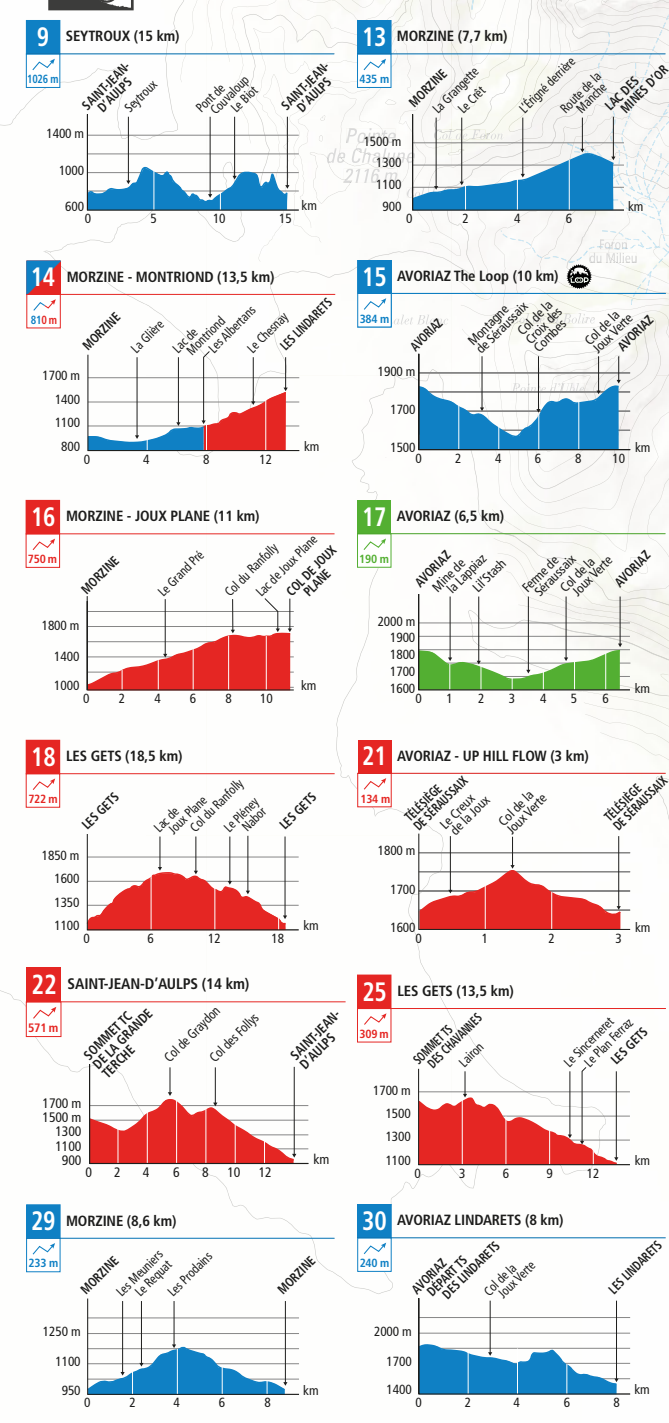 9 SEYTROUX (15 km)
1026 m
SAINT-JEAN-
D'AULPS
Seytroux
Pont de
Couvaloup
Le Biot
SAINT-JEAN-
D'AULPS
1400 m
1000
600
0 5 10 15 km
13 MORZINE (7,7 km)
435 m
MORZINE
La Grangette
Le Crêt
L'Érigné derrière
Route de la
Manche
LAC DES
MINES D'OR
1500 m
1300
1100
900
0 2 4 6 km
Pointe
de Chalune
2116 m
Col de Foron
Foron
du Milieu
14 MORZINE - MONTRIOND (13,5 km)
810 m
MORZINE
La Glière
Lac de
Montriond
Les Albertans
Le Chesnay
LES LINDARETS
1700 m
1400
1100
800
0 4 8 12 km
15 AVORIAZ The Loop (10 km)
LOOP
384 m
AVORIAZ
Montagne
de Séraussaix
Col de la
Croix des
Combes
Col de la
Joux Verte
AVORIAZ
1900 m
1700
1500
0 2 4 6 8 10 km
16 MORZINE - JOUX PLANE (11 km)
750 m
MORZINE
Le Grand Pré
Col du Ranfolly
Lac de Joux Plane
COL DE JOUX
PLANE
1800 m
1400
1000
0 2 4 6 8 10 km
17 AVORIAZ (6,5 km)
190 m
AVORIAZ
Mine de
la Lappiaz
Lil'Stash
Ferme de
Séraussaix
Col de la
Joux Verte
AVORIAZ
2000 m
1900
1800
1700
1600
0 1 2 3 4 5 6 km
18 LES GETS (18,5 km)
722 m
LES GETS
Lac de
Joux Plane
Col du Ranfolly
Le Pléney
Nabor
LES GETS
1850 m
1600
1350
1100
0 6 12 18 km
21 AVORIAZ - UP HILL FLOW (3 km)
134 m
TÉLÉSIÈGE
DE SÉRAUSSAIX
Le Creux
de la Joux
Col de la
Joux Verte
TÉLÉSIÈGE
DE SÉRAUSSAIX
1800 m
1700
1600
0 1 2 3 km
22 SAINT-JEAN-D'AULPS (14 km)
571 m
SOMMET TC
DE LA GRANDE
TERCHE
Col de Graydon
Col des Follys
SAINT-JEAN-
D'AULPS
1700 m
1500 m
1300
1100
900
0 2 4 6 8 10 12 km
25 LES GETS (13,5 km)
309 m
SOMMET TS
DES CHAVANNES
Lairon
Le Sincerneret
Le Plan Ferraz
LES GETS
1700 m
1500
1300
1100
0 3 6 9 12 km
29 MORZINE (8,6 km)
233 m
MORZINE
Les Meuniers
Le Requat
Les Prodains
MORZINE
1250 m
1100
950
0 2 4 6 8 km
30 AVORIAZ LINDARETS (8 km)
240 m
AVORIAZ
DÉPART TS
DES LINDARETS
Col de la
Joux Verte
LES LINDARETS
2000 m
1700
1400
0 2 4 6 8 km